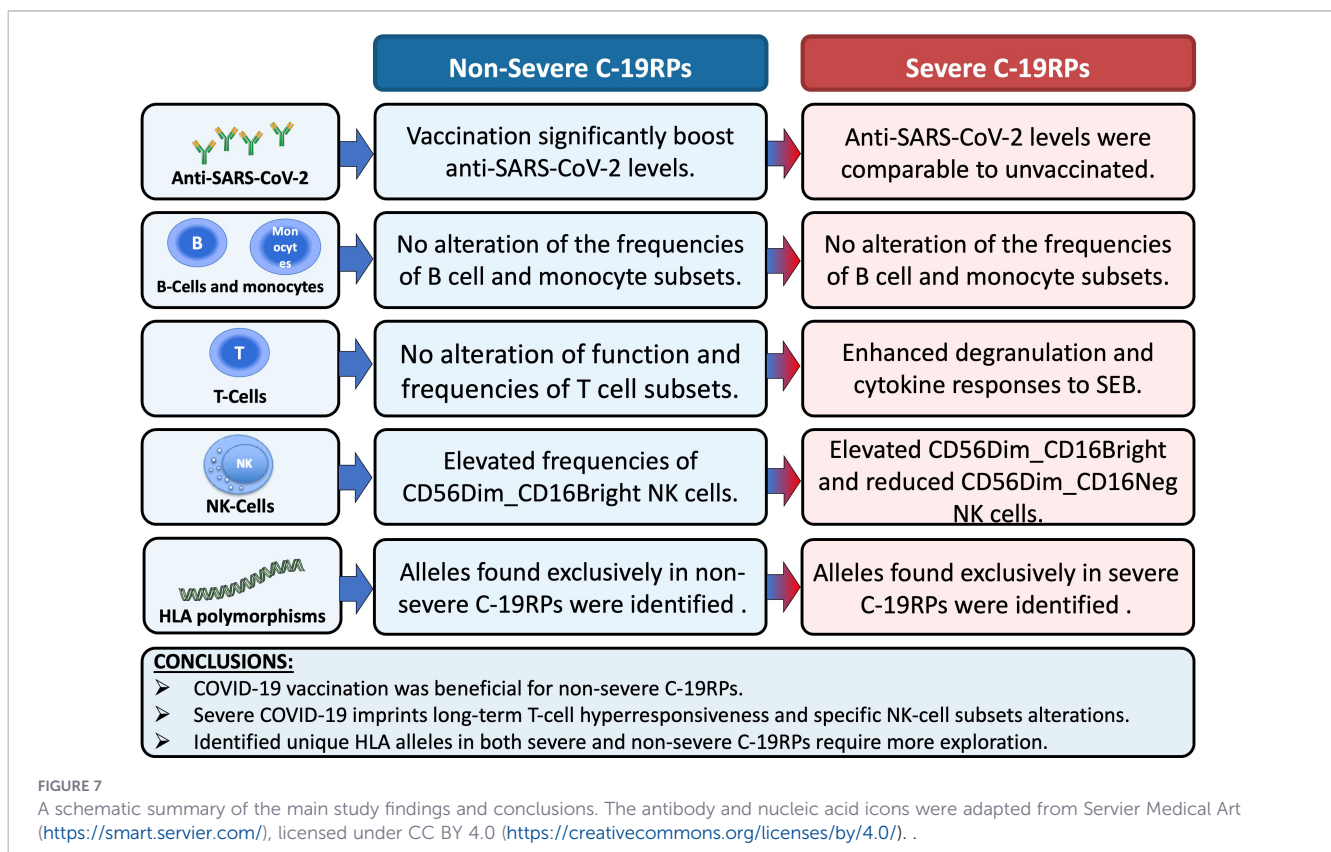 Non-Severe C-19RPs
Severe C-19RPs
Anti-SARS-CoV-2
Vaccination significantly boost
anti-SARS-CoV-2 levels.
Anti-SARS-CoV-2 levels were
comparable to unvaccinated.
B
Mon
ocyt
es
B-Cells and monocytes
No alteration of the frequencies
of B cell and monocyte subsets.
No alteration of the frequencies
of B cell and monocyte subsets.
T
T-Cells
No alteration of function and
frequencies of T cell subsets.
Enhanced degranulation and
cytokine responses to SEB.
NK
NK-Cells
Elevated frequencies of
CD56Dim_CD16Bright NK cells.
Elevated CD56Dim_CD16Bright
and reduced CD56Dim_CD16Neg
NK cells.
HLA polymorphisms
Alleles found exclusively in non-
severe C-19RPs were identified .
Alleles found exclusively in severe
C-19RPs were identified .
CONCLUSIONS:
➢ COVID-19 vaccination was beneficial for non-severe C-19RPs.
➢ Severe COVID-19 imprints long-term T-cell hyperresponsiveness and specific NK-cell subsets alterations.
➢ Identified unique HLA alleles in both severe and non-severe C-19RPs require more exploration.
FIGURE 7
A schematic summary of the main study findings and conclusions. The antibody and nucleic acid icons were adapted from Servier Medical Art
(https://smart.servier.com/), licensed under CC BY 4.0 (https://creativecommons.org/licenses/by/4.0/). .